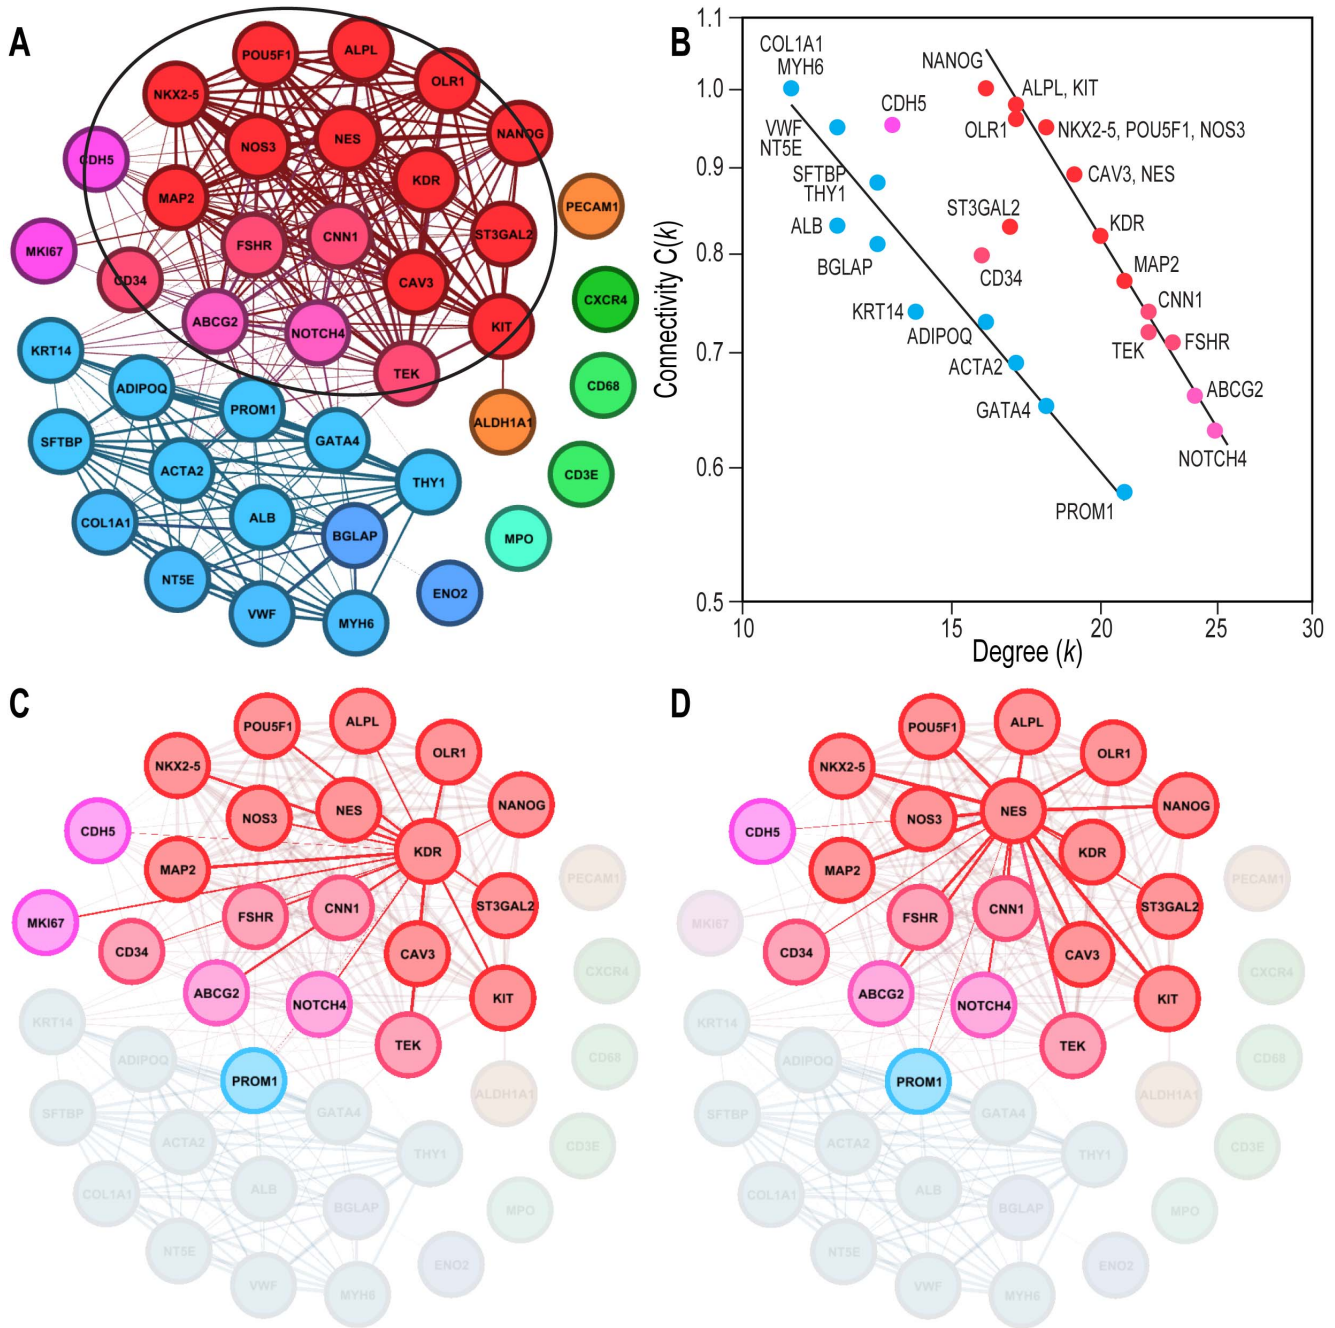 A
POU5F1
ALPL
OLR1
NKX2-5
NOS3
NES
NANOG
CDH5
KDR
MAP2
PECAM1
MKI67
FSHR
CNN1
ST3GAL2
CD34
CAV3
CXCR4
ABCG2
NOTCH4
KIT
KRT14
TEK
ADIPOQ
CD68
PROM1
ALDH1A1
SFTBP
GATA4
ACTA2
THY1
CD3E
COL1A1
ALB
BGLAP
MPO
NT5E
ENO2
VWF
MYH6
B
Connectivity C(k)
1.1
1.0
0.9
0.8
0.7
0.6
0.5
COL1A1
MYH6
NANOG
ALPL, KIT
CDH5
OLR1
NKX2-5, POU5F1, NOS3
VWF
NT5E
SFTBP
THY1
CAV3, NES
ST3GAL2
ALB
KDR
BGLAP
CD34
MAP2
KRT14
CNN1
ADIPOQ
TEK
FSHR
ACTA2
ABCG2
GATA4
NOTCH4
PROM1
10
15
20
25
30
Degree (k)
C
POU5F1
ALPL
OLR1
NKX2-5
NOS3
NES
NANOG
CDH5
KDR
MAP2
PECAM1
MKI67
FSHR
CNN1
ST3GAL2
CD34
CAV3
CXCR4
ABCG2
NOTCH4
KIT
KRT14
TEK
ADIPOQ
CD68
PROM1
ALDH1A1
SFTBP
GATA4
ACTA2
THY1
CD3E
COL1A1
ALB
BGLAP
MPO
NT5E
ENO2
VWF
MYH6
D
POU5F1
ALPL
OLR1
NKX2-5
NOS3
NES
NANOG
CDH5
KDR
MAP2
PECAM1
MKI67
FSHR
CNN1
ST3GAL2
CD34
CAV3
CXCR4
ABCG2
NOTCH4
KIT
KRT14
TEK
ADIPOQ
CD68
PROM1
ALDH1A1
SFTBP
GATA4
ACTA2
THY1
CD3E
COL1A1
ALB
BGLAP
MPO
NT5E
ENO2
VWF
MYH6